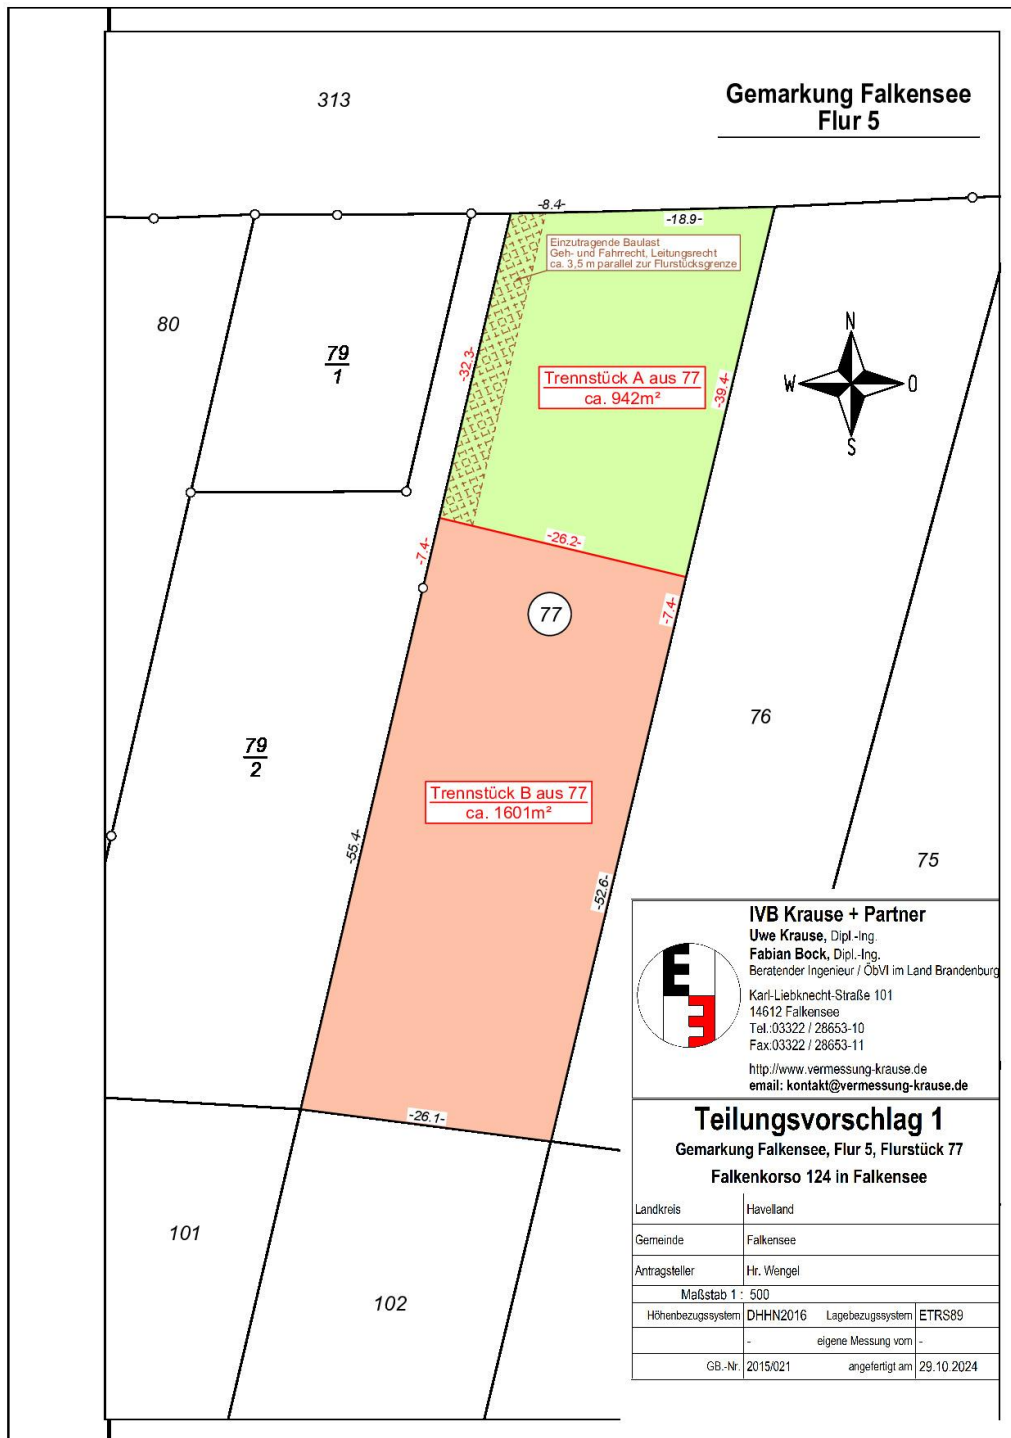 Gemarkung Falkensee
Flur 5
313
-8.4-
-18.9-
Einzutragende Baulast
Geh- und Fahrrecht, Leitungsrecht
ca. 3,5 m parallel zur Flurstücksgrenze
80
79
1
-32.3-
Trennstück A aus 77
ca. 942m²
-39.4-
N
W
O
S
-26.2-
-7.4-
77
-7.4-
76
79
2
Trennstück B aus 77
ca. 1601m²
-55.4-
-52.6-
75
-26.1-
101
102
IVB Krause + Partner
Uwe Krause, Dipl.-Ing.
Fabian Bock, Dipl.-Ing.
Beratender Ingenieur / ÖbVI im Land Brandenburg
Karl-Liebknecht-Straße 101
14612 Falkensee
Tel.:03322 / 28653-10
Fax:03322 / 28653-11
http://www.vermessung-krause.de
email: kontakt@vermessung-krause.de
Teilungsvorschlag 1
Gemarkung Falkensee, Flur 5, Flurstück 77
Falkenkorso 124 in Falkensee
Landkreis Havelland
Gemeinde Falkensee
Antragsteller Hr. Wengel
Maßstab 1 : 500
Höhenbezugssystem DHHN2016 Lagebezugssystem ETRS89
- eigene Messung vom -
GB.-Nr. 2015/021 angefertigt am 29.10.2024